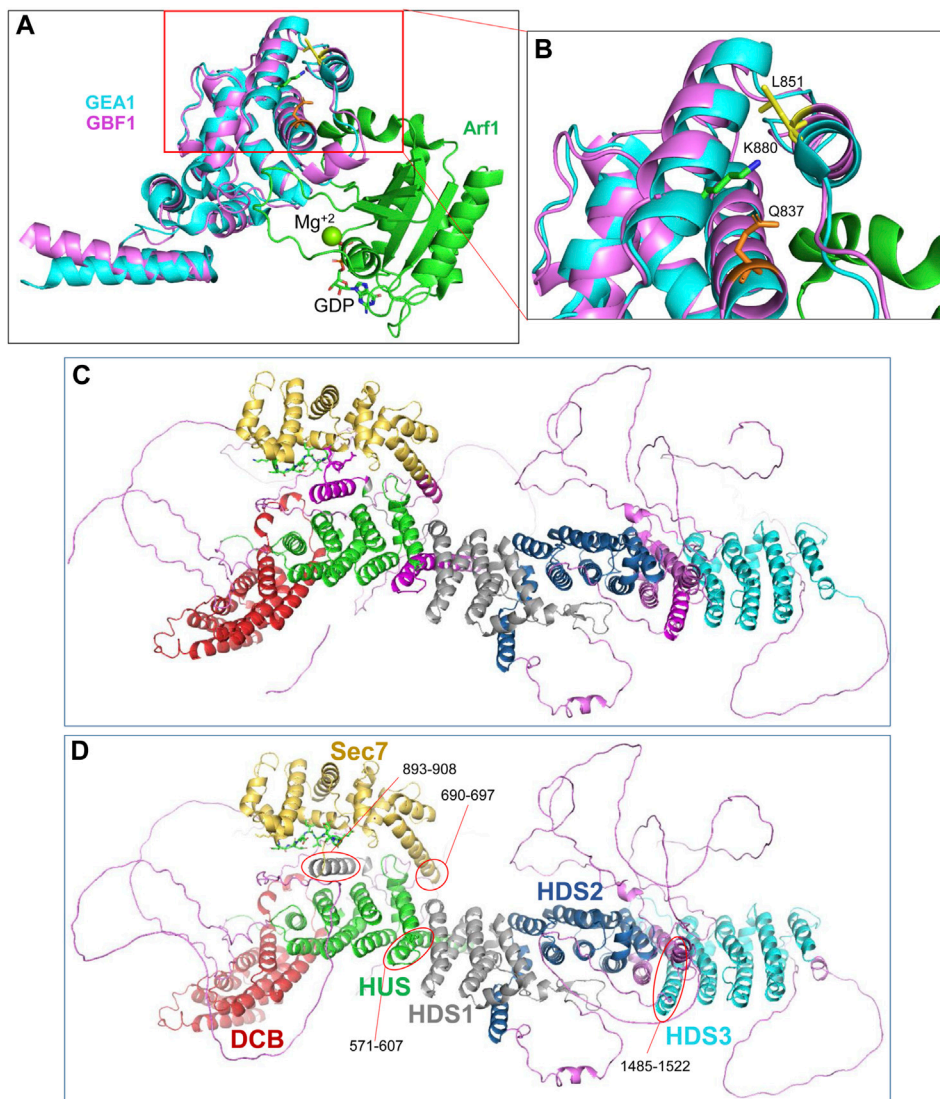 A
GEA1
GBF1
Arf1
Mg+2
GDP
B
L851
K880
Q837
C
D
Sec7
893-908
690-697
HDS2
HUS
HDS1
DCB
571-607
HDS3
1485-1522